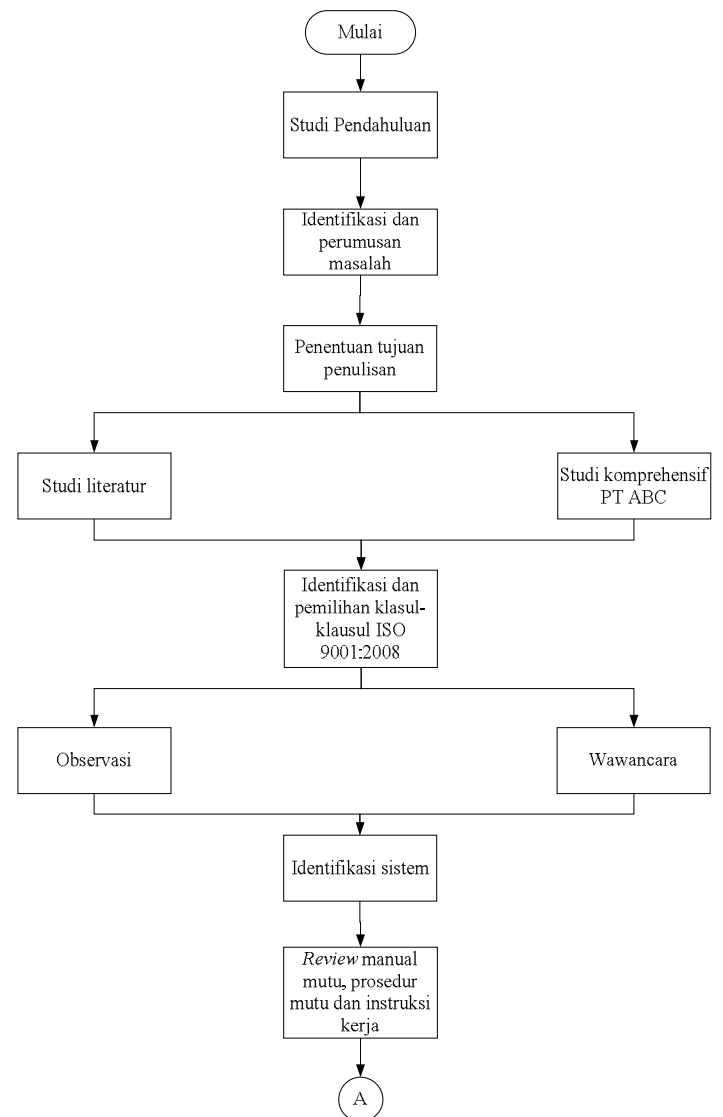 Mulai
Studi Pendahuluan
Identifikasi dan
perumusan
masalah
Penentuan tujuan
penulisan
Studi literatur
Studi komprehensif
PT ABC
Identifikasi dan
pemilihan klasul-
klausul ISO
9001:2008
Observasi
Wawancara
Identifikasi sistem
Review manual
mutu, prosedur
mutu dan instruksi
kerja
A